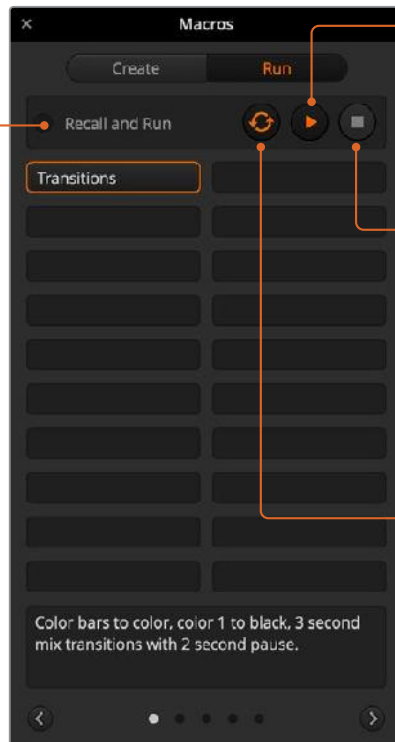 Macros
Create
Run
Recall and Run
Transitions
Color bars to color, color 1 to black, 3 second
mix transitions with 2 second pause.